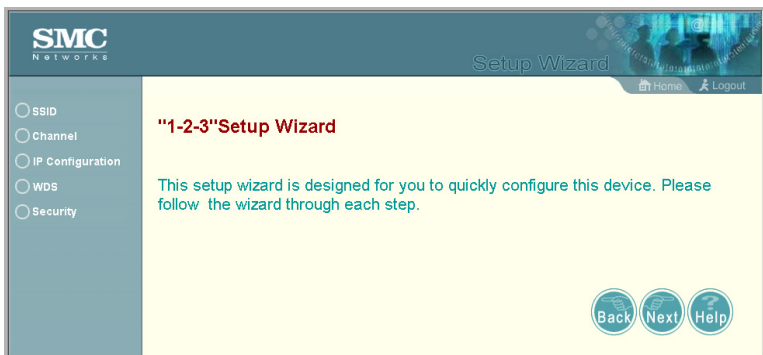 SMC
Networks
Setup Wizard
Home Logout
SSID
Channel
IP Configuration
WDS
Security
"1-2-3"Setup Wizard
This setup wizard is designed for you to quickly configure this device. Please
follow the wizard through each step.
Back Next Help